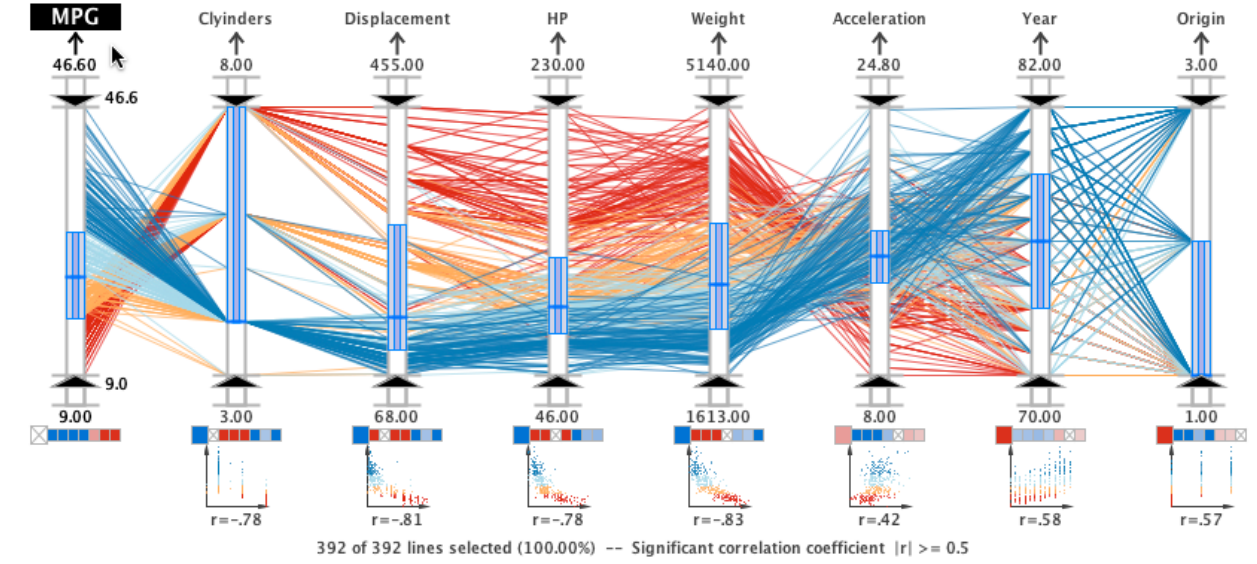 MPG Clyinders Displacement HP Weight Acceleration Year Origin
46.60 8.00 455.00 230.00 5140.00 24.80 82.00 3.00
46.6
9.0
9.00 3.00 68.00 46.00 1613.00 8.00 70.00 1.00
r=-.78 r=-.81 r=-.78 r=-.83 r=.42 r=.58 r=.57
392 of 392 lines selected (100.00%) -- Significant correlation coefficient |r| >= 0.5